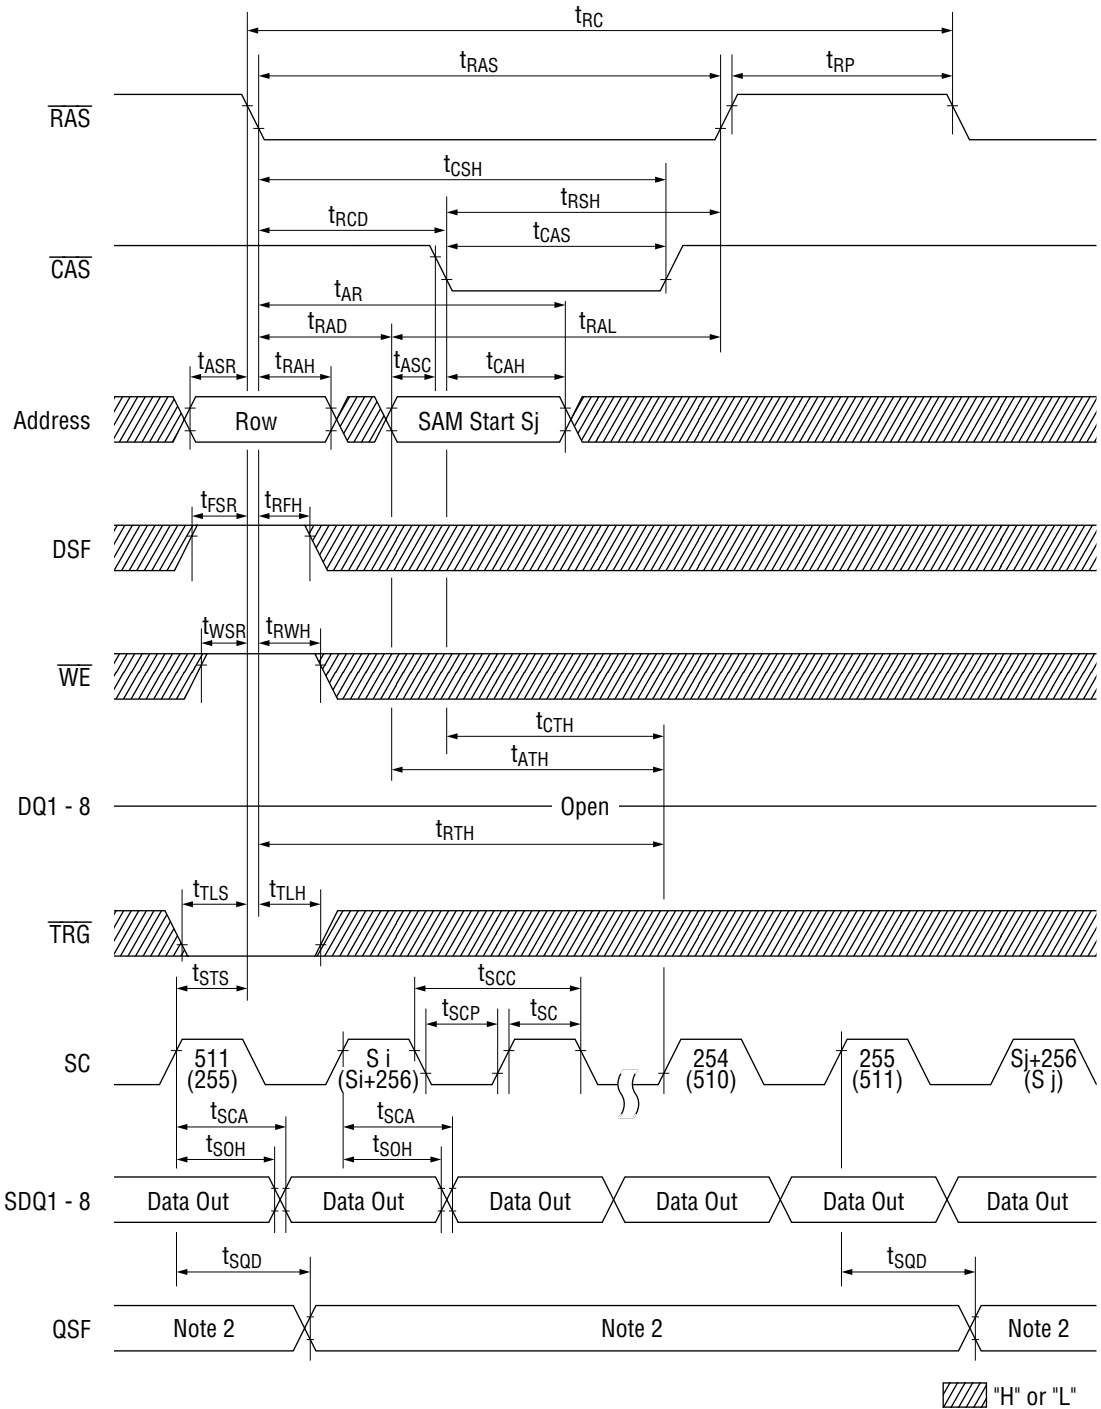 tRC
tRAS
tRP
RAS
tCSH
tRSH
tRCD
tCAS
CAS
tAR
tRAD
tRAL
tASR
tRAH
tASC
tCAH
Address
Row
SAM Start Sj
tFSR
tRFH
DSF
tWSR
tRWH
WE
tCTH
tATH
DQ1 - 8
Open
tRTH
tTLS
tTLH
TRG
tSTS
tSCC
tSCP
tSC
SC
511
(255)
S i
(Si+256)
254
(510)
255
(511)
Sj+256
(S j)
tSCA
tSCA
tSOH
tSOH
SDQ1 - 8
Data Out
Data Out
Data Out
Data Out
Data Out
Data Out
tSQD
tSQD
QSF
Note 2
Note 2
Note 2
"H" or "L"